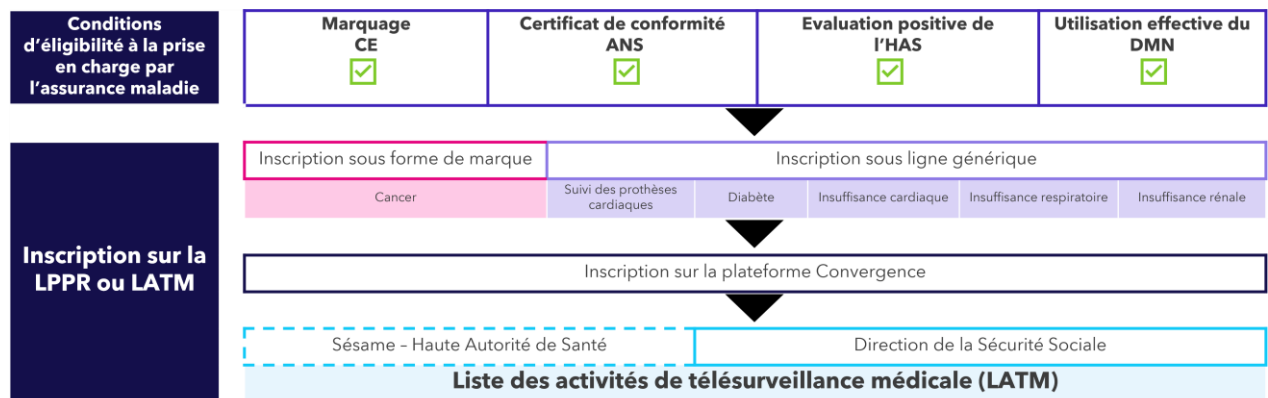 Conditions
d'éligibilité à la prise
en charge par
l'assurance maladie
Marquage
CE
Certificat de conformité
ANS
Evaluation positive de
l'HAS
Utilisation effective du
DMN
Inscription sur la
LPPR ou LATM
Inscription sous forme de marque
Inscription sous ligne générique
Cancer
Suivi des prothèses
cardiaques
Diabète
Insuffisance cardiaque
Insuffisance respiratoire
Insuffisance rénale
Inscription sur la plateforme Convergence
Sésame – Haute Autorité de Santé
Direction de la Sécurité Sociale
Liste des activités de télésurveillance médicale (LATM)